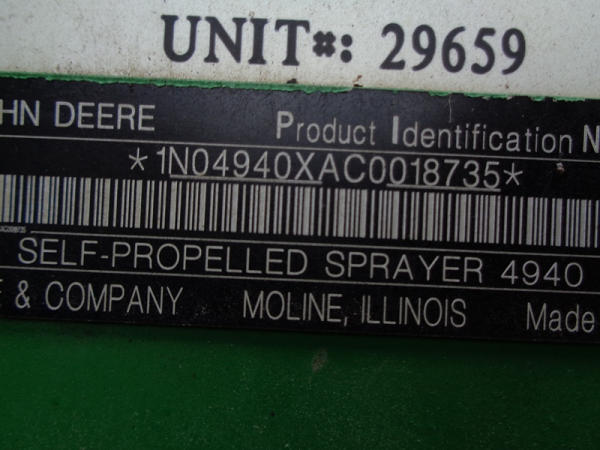 UNIT#: 29659
HN DEERE Product Identification N
*1N04940XAC0018735*
SELF-PROPELLED SPRAYER 4940
E & COMPANY MOLINE, ILLINOIS Made